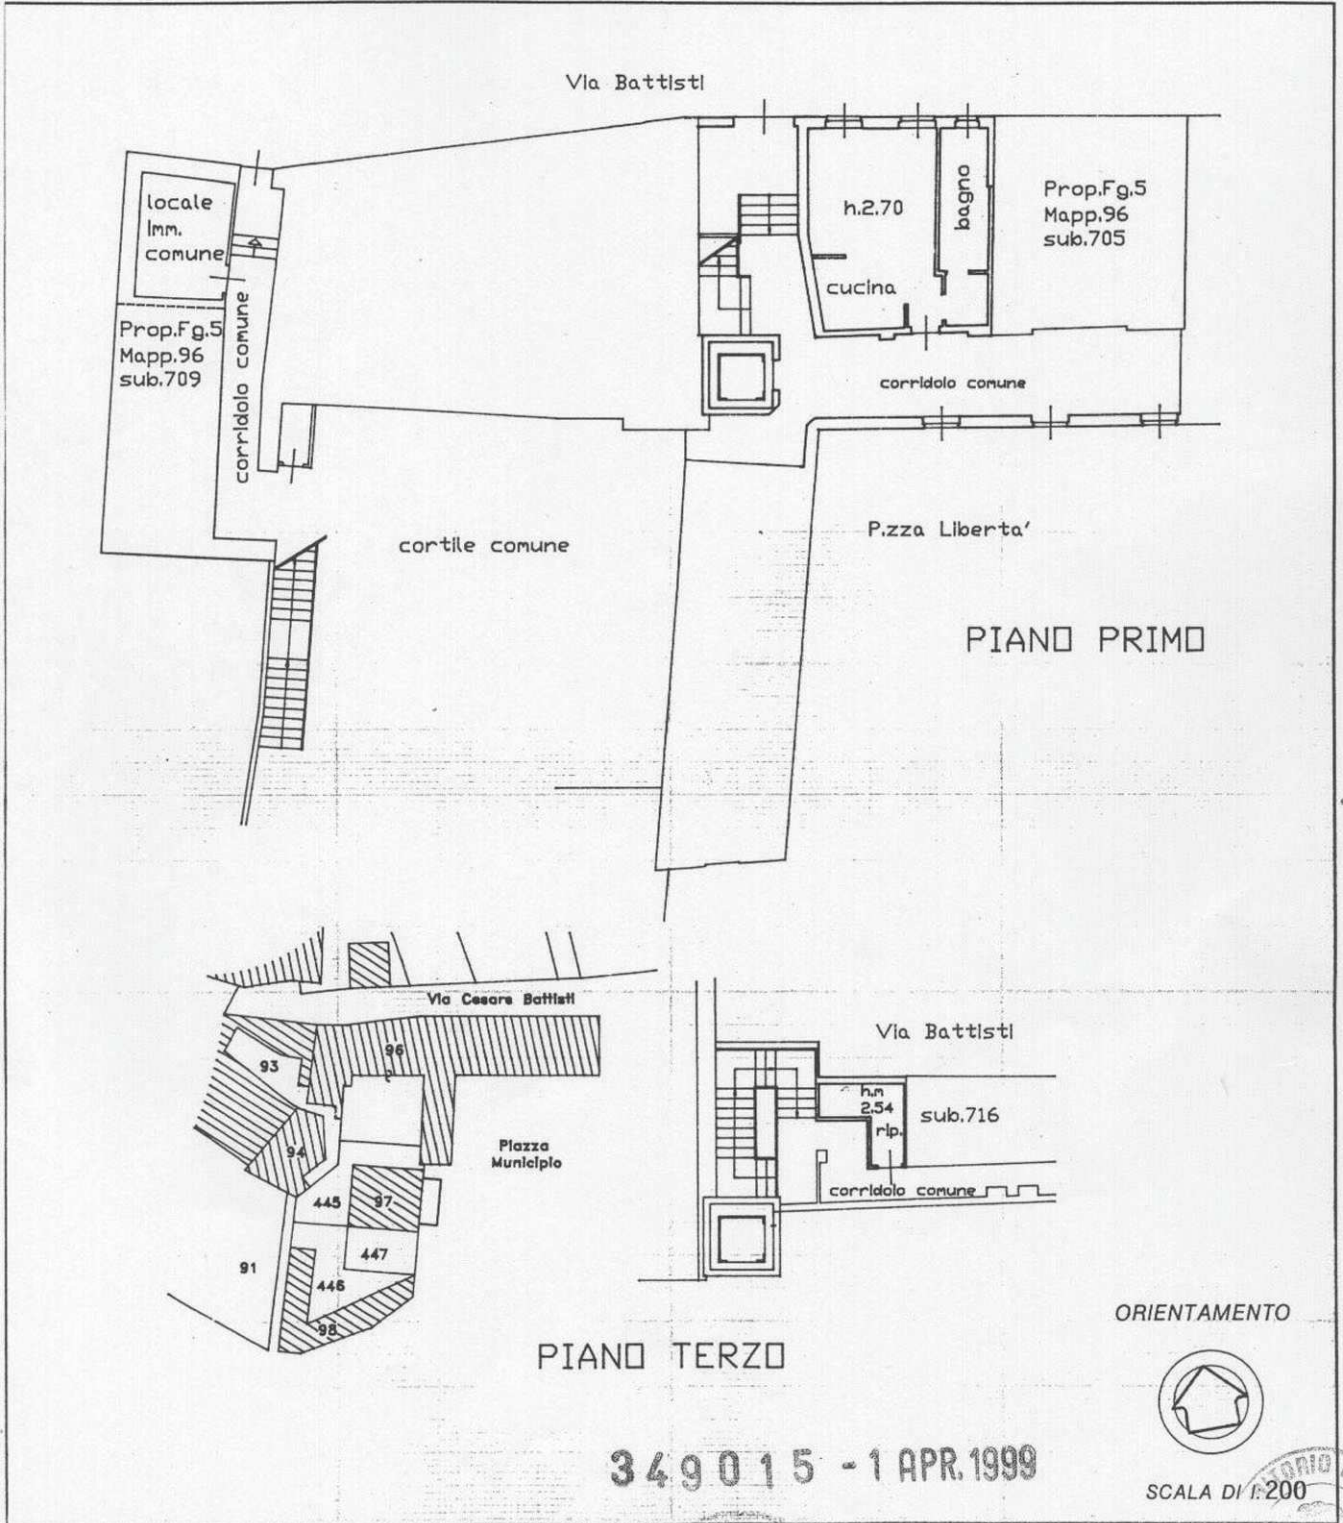 Via Battisti
locale
Imm.
comune
Prop.Fg.5
Mapp.96
sub.709
corridoio comune
h.2.70
bagno
cucina
Prop.Fg.5
Mapp.96
sub.705
corridoio comune
cortile comune
P.zza Liberta'
PIANO PRIMO
Via Cesare Battisti
96
93
94
Piazza
Municipio
445
97
447
91
446
98
Via Battisti
h.m
2.54
rip.
sub.716
corridoio comune
PIANO TERZO
ORIENTAMENTO
349015 - 1 APR. 1999
SCALA DI 1:200